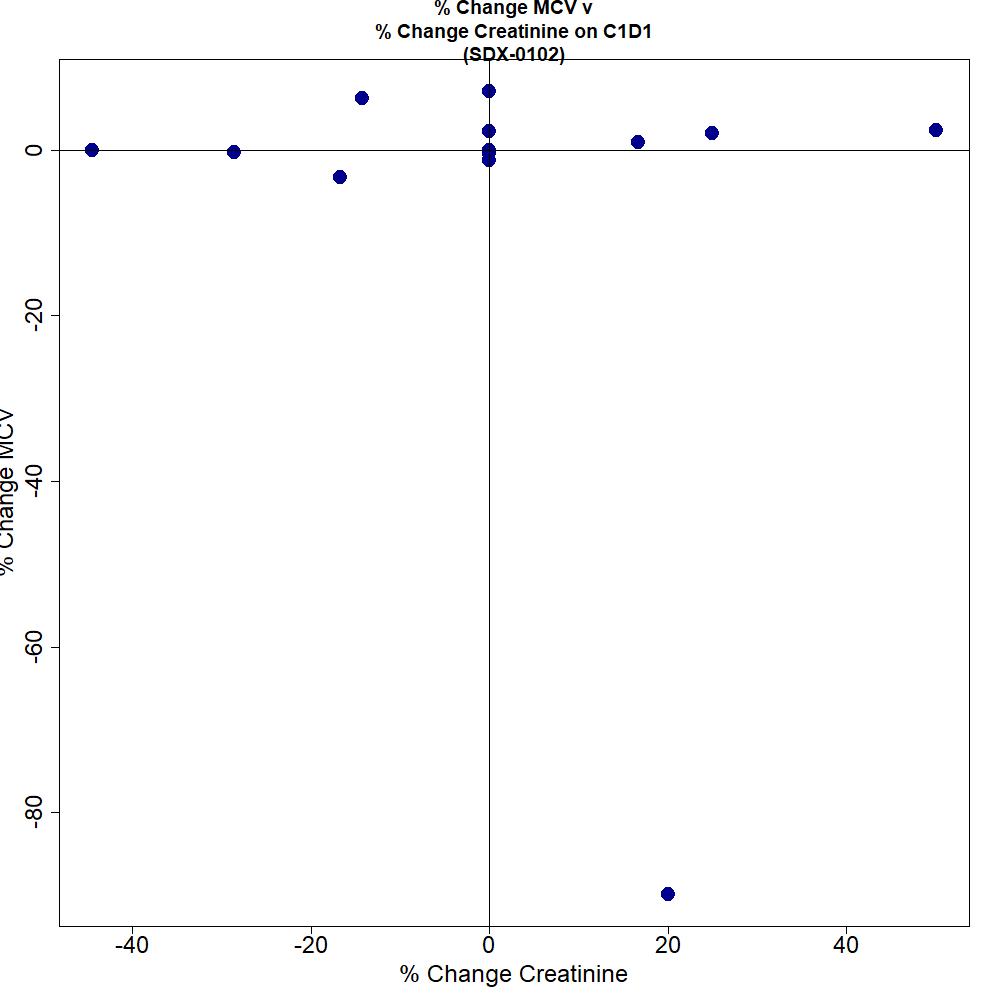 % Change MCV v
% Change Creatinine on C1D1
(SDX-0102)
0
-20
-40
-60
-80
% Change MCV
-40
-20
0
20
40
% Change Creatinine